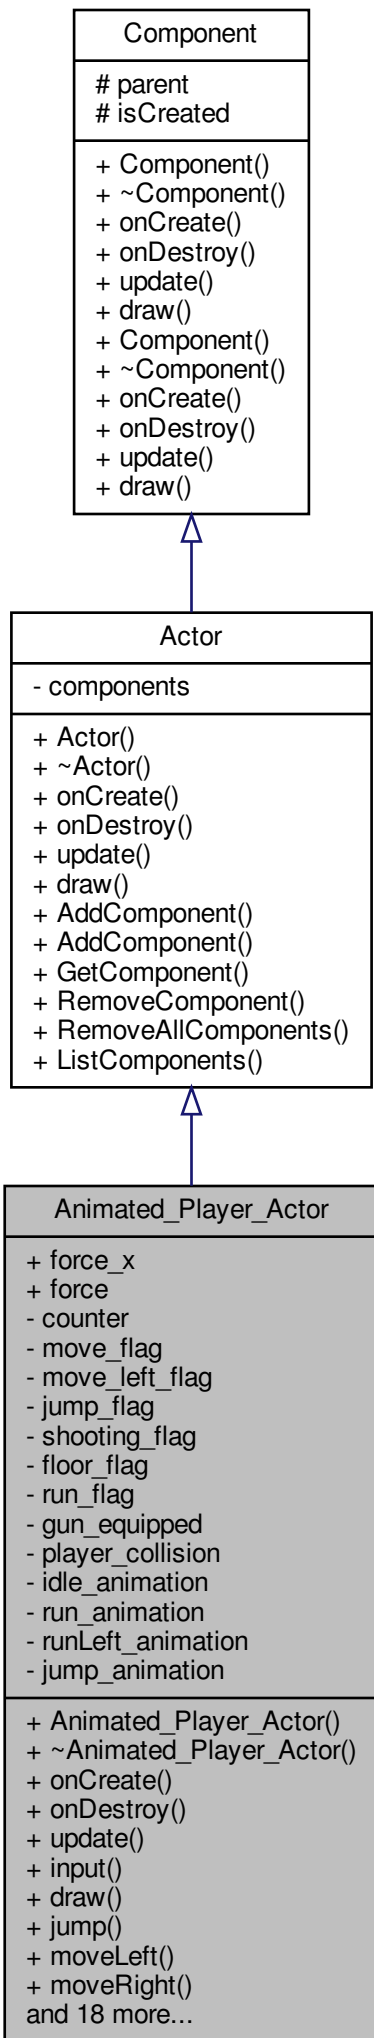 Component
# parent
# isCreated
+ Component()
+ ~Component()
+ onCreate()
+ onDestroy()
+ update()
+ draw()
+ Component()
+ ~Component()
+ onCreate()
+ onDestroy()
+ update()
+ draw()
Actor
- components
+ Actor()
+ ~Actor()
+ onCreate()
+ onDestroy()
+ update()
+ draw()
+ AddComponent()
+ AddComponent()
+ GetComponent()
+ RemoveComponent()
+ RemoveAllComponents()
+ ListComponents()
Animated_Player_Actor
+ force_x
+ force
- counter
- move_flag
- move_left_flag
- jump_flag
- shooting_flag
- floor_flag
- run_flag
- gun_equipped
- player_collision
- idle_animation
- run_animation
- runLeft_animation
- jump_animation
+ Animated_Player_Actor()
+ ~Animated_Player_Actor()
+ onCreate()
+ onDestroy()
+ update()
+ input()
+ draw()
+ jump()
+ moveLeft()
+ moveRight()
and 18 more...